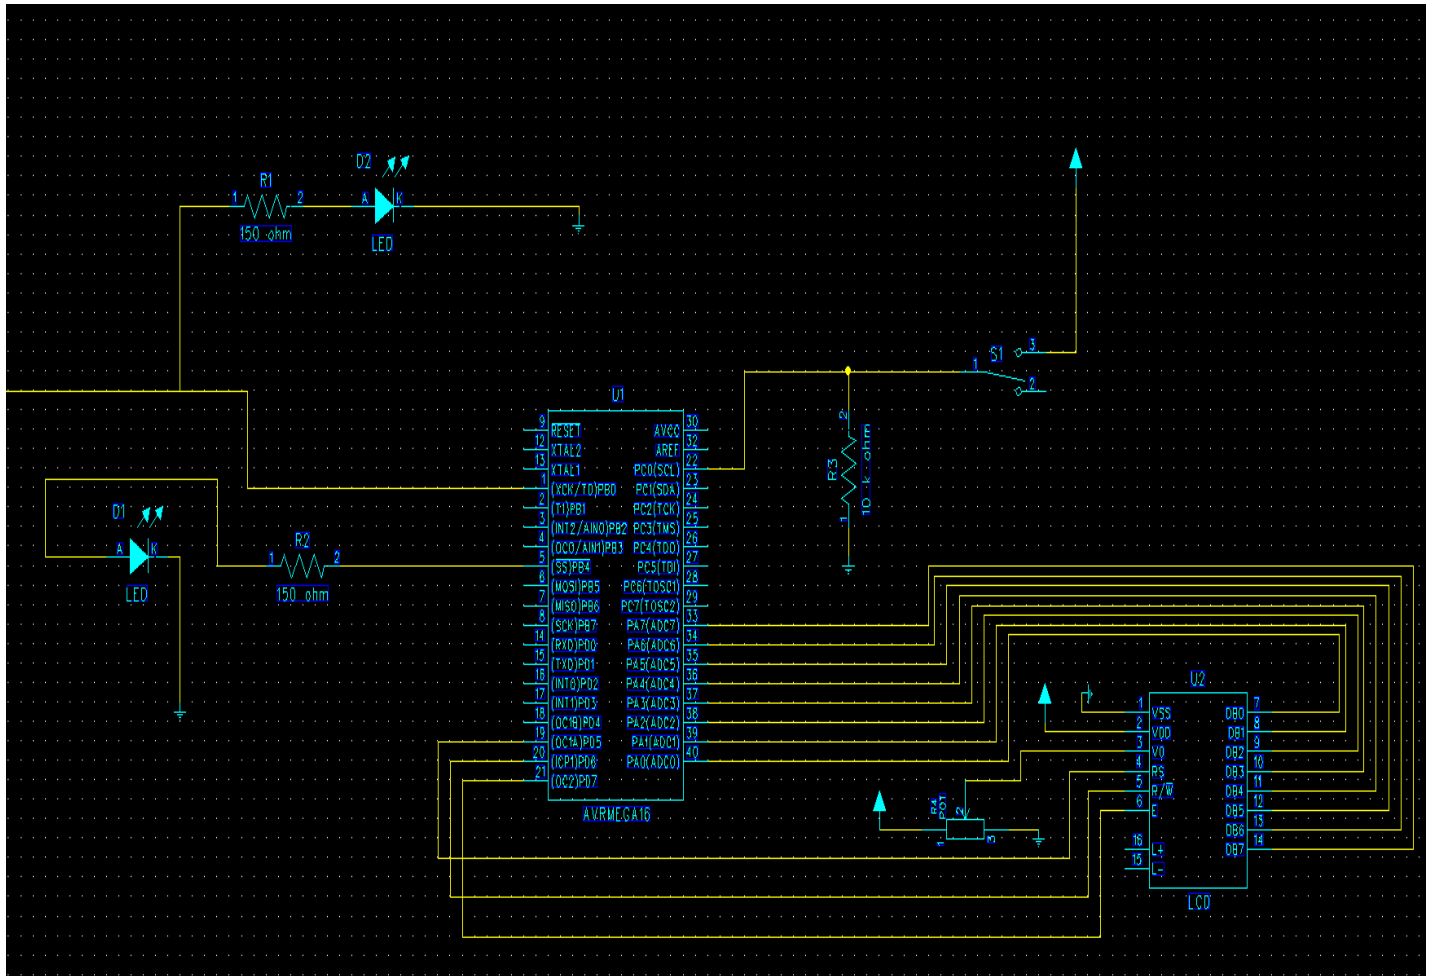 D2
R1
1 2 A K
150 ohm
LED
S1
3
1
2
U1
9 RESET AVCC 30
12 XTAL2 AREF 32
13 XTAL1 PC0(SCL) 22
1 (XCK/T0)PB0 PC1(SDA) 23
2 (T1)PB1 PC2(TCK) 24
3 (INT2/AIN0)PB2 PC3(TMS) 25
4 (OC0/AIN1)PB3 PC4(TDO) 26
5 (SS)PB4 PC5(TDI) 27
6 (MOSI)PB5 PC6(TOSC1) 28
7 (MISO)PB6 PC7(TOSC2) 29
8 (SCK)PB7 PA7(ADC7) 33
14 (RXD)PD0 PA6(ADC6) 34
15 (TXD)PD1 PA5(ADC5) 35
16 (INT0)PD2 PA4(ADC4) 36
17 (INT1)PD3 PA3(ADC3) 37
18 (OC1B)PD4 PA2(ADC2) 38
19 (OC1A)PD5 PA1(ADC1) 39
20 (ICP1)PD6 PA0(ADC0) 40
21 (OC2)PD7
AVRMEGA16
2
R3
10 k ohm
1
D1
A K
LED
R2
1 2
150 ohm
U2
1 VSS DB0 7
2 VDD DB1 8
3 VO DB2 9
4 RS DB3 10
5 R/W DB4 11
6 E DB5 12
DB6 13
16 L+ DB7 14
15 L-
LCD
R4
POT
2
1
3